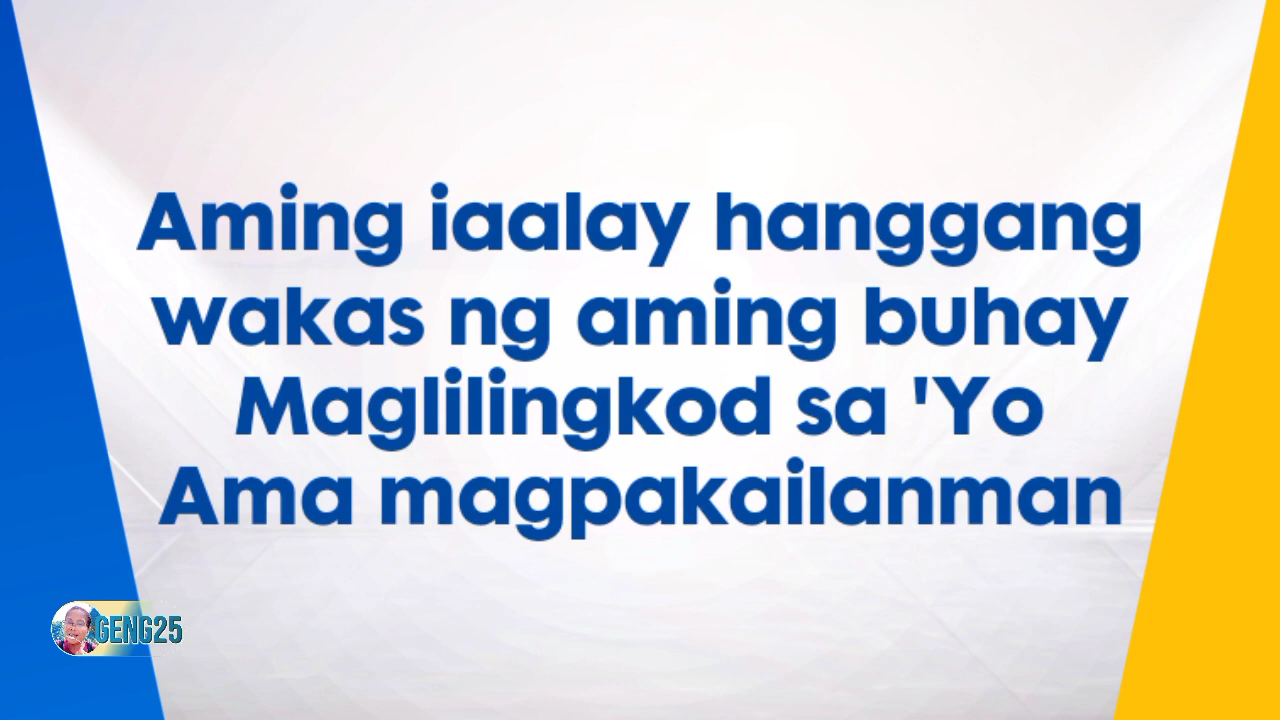 Aming iaalay hanggang
wakas ng aming buhay
Maglilingkod sa 'Yo
Ama magpakailanman
GENG25